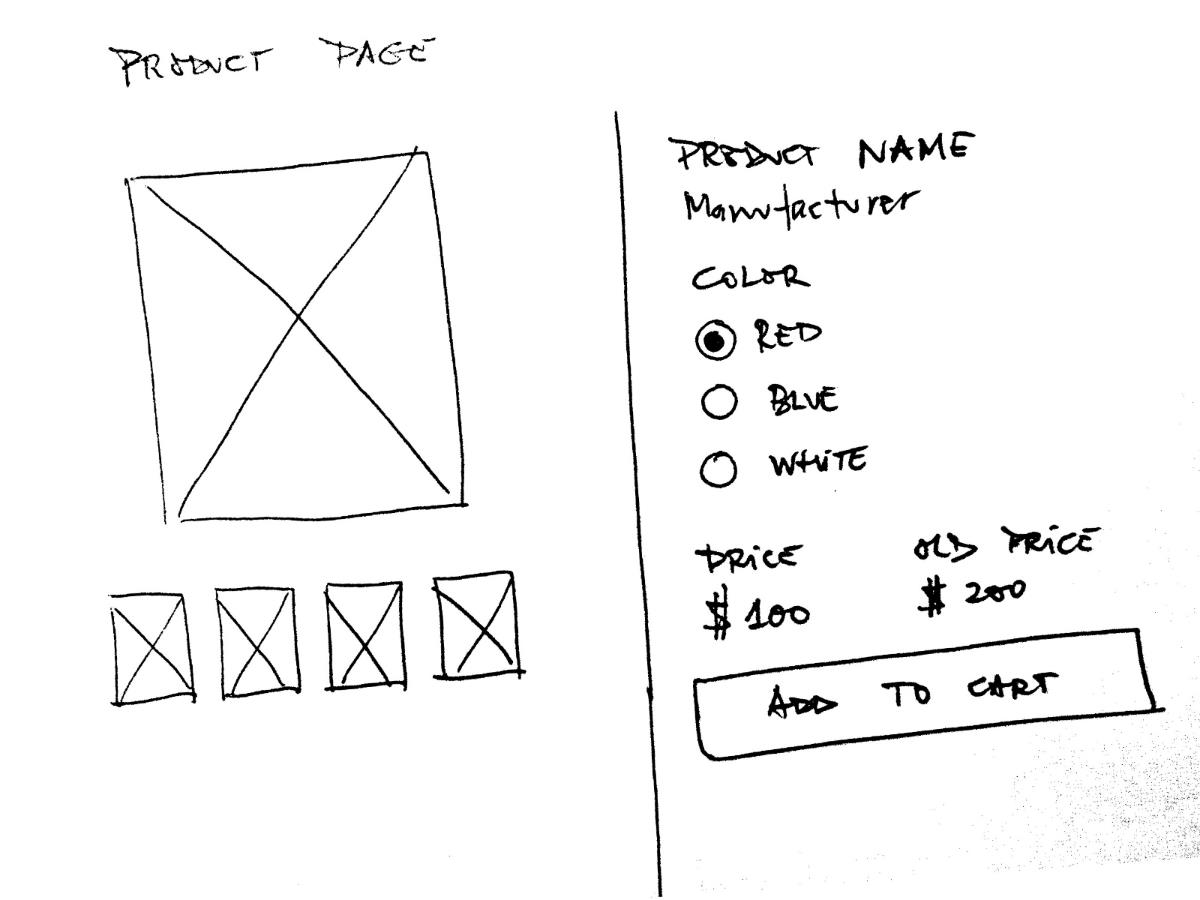 PRODUCT PAGE
PRODUCT NAME
Manufacturer
COLOR
RED
BLUE
WHITE
PRICE OLD PRICE
$ 100 $ 200
ADD TO CART